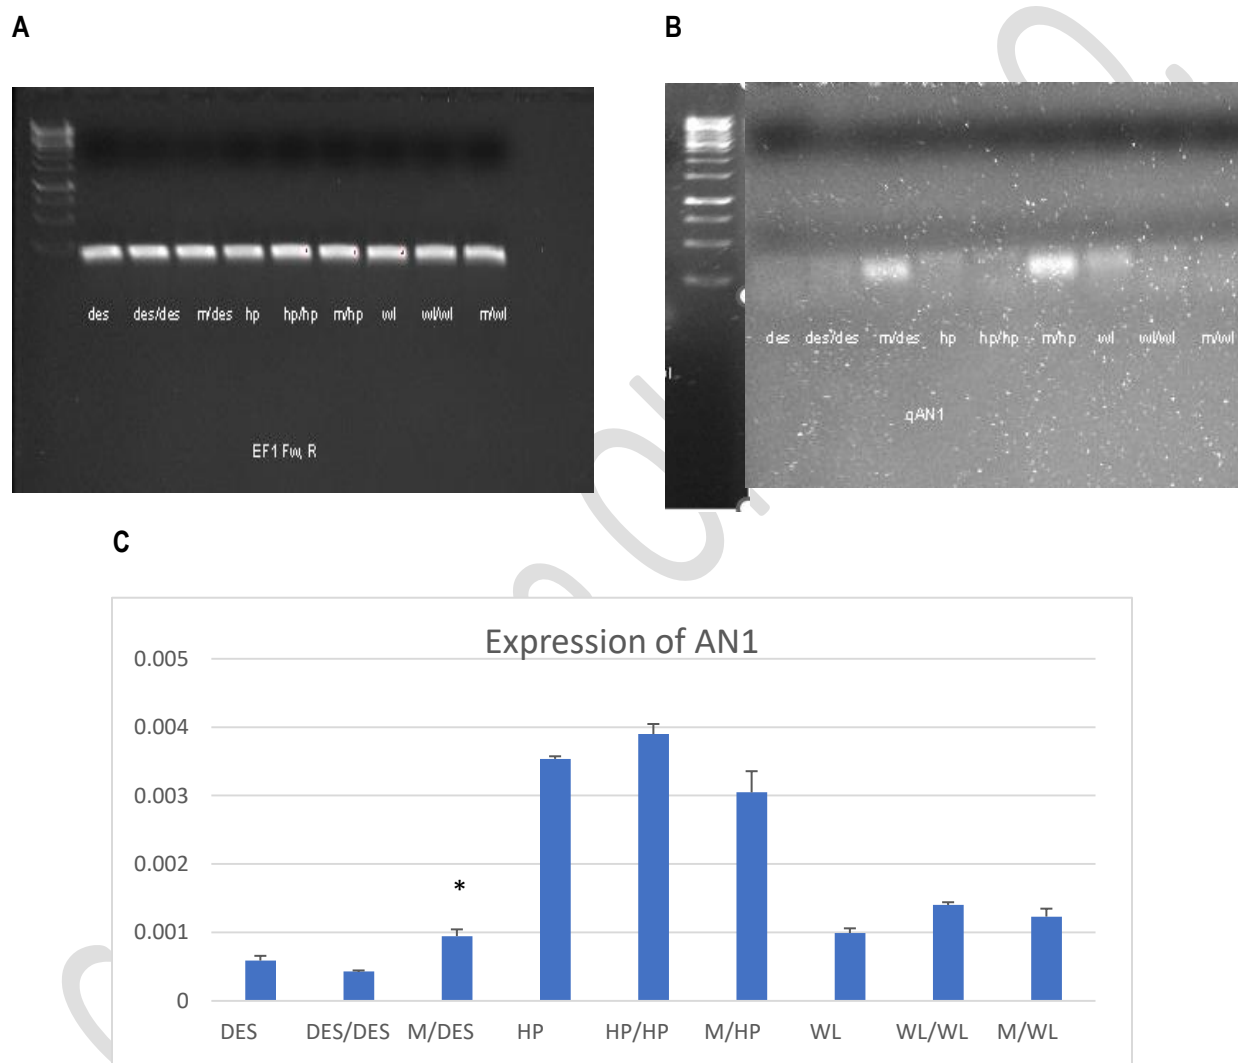 A
B
des des/des m/des hp hp/hp m/hp wl wl/wl m/wl
EF1 Fw, R
des des/des m/des hp hp/hp m/hp wl wl/wl m/wl
qAN1
C
Expression of AN1
0.005
0.004
0.003
0.002
*
0.001
0
DES DES/DES M/DES HP HP/HP M/HP WL WL/WL M/WL